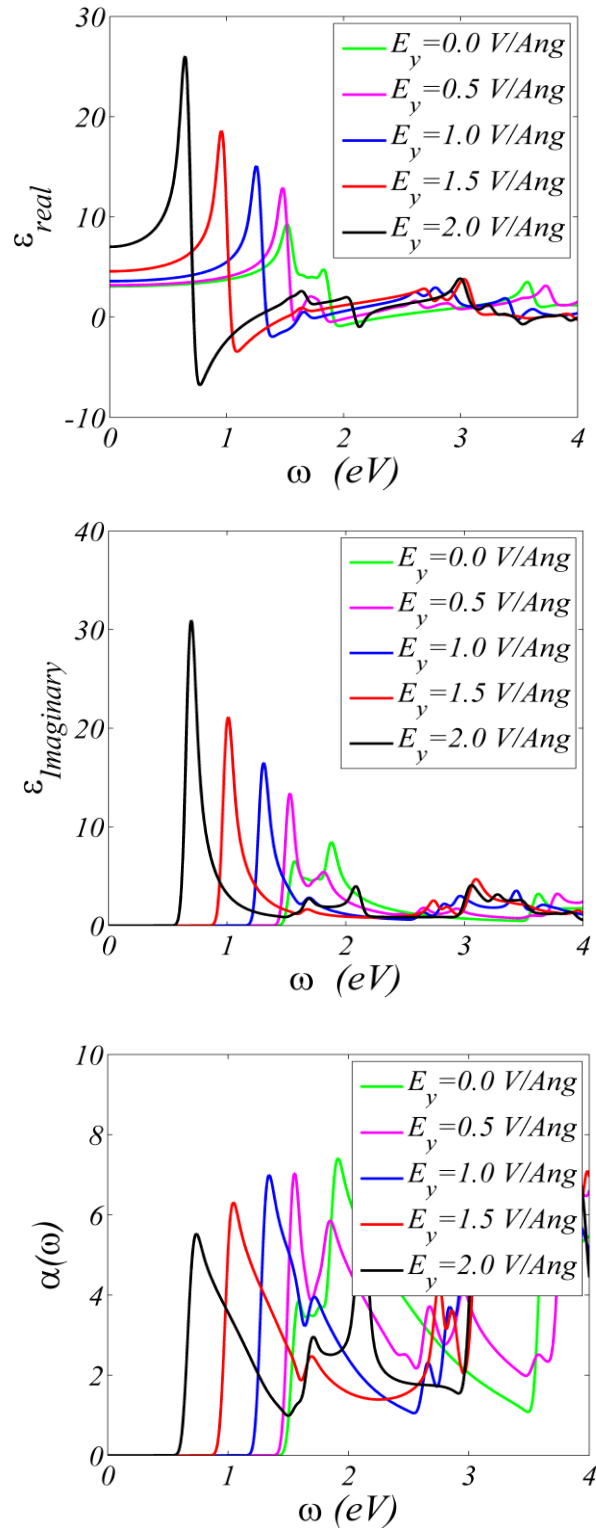 30
20
10
0
-10
ε_real
E_y=0.0 V/Ang
E_y=0.5 V/Ang
E_y=1.0 V/Ang
E_y=1.5 V/Ang
E_y=2.0 V/Ang
0 1 2 3 4
ω (eV)
40
30
20
10
0
ε_Imaginary
E_y=0.0 V/Ang
E_y=0.5 V/Ang
E_y=1.0 V/Ang
E_y=1.5 V/Ang
E_y=2.0 V/Ang
0 1 2 3 4
ω (eV)
10
8
6
4
2
0
α(ω)
E_y=0.0 V/Ang
E_y=0.5 V/Ang
E_y=1.0 V/Ang
E_y=1.5 V/Ang
E_y=2.0 V/Ang
0 1 2 3 4
ω (eV)